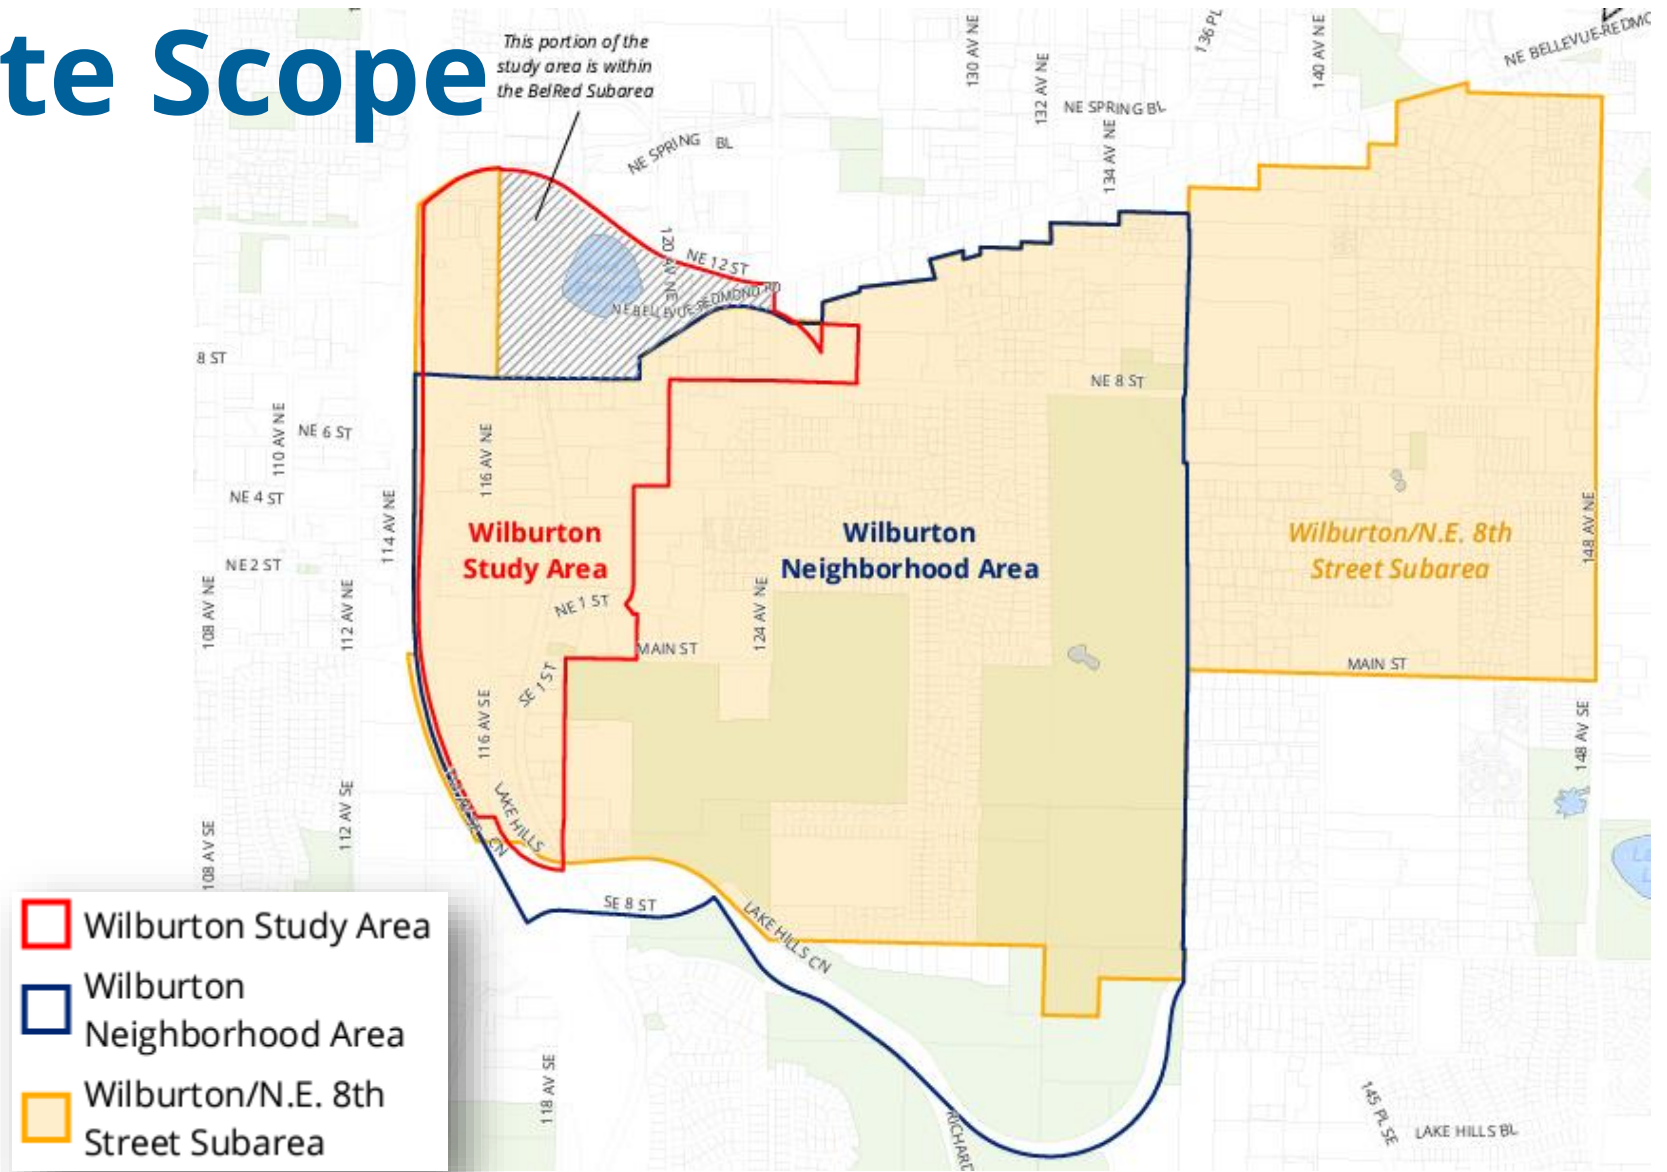 te Scope
This portion of the
study area is within
the BelRed Subarea
130 AV NE
132 AV NE
136 PL
140 AV NE
NE BELLEVUE-REDMO
NE SPRING BL
134 AV NE
NE SPRING BL
120 AV NE
NE 12 ST
NE BELLEVUE-REDMOND RD
8 ST
NE 8 ST
110 AV NE
NE 6 ST
116 AV NE
NE 4 ST
114 AV NE
148 AV NE
Wilburton
Study Area
Wilburton
Neighborhood Area
Wilburton/N.E. 8th
Street Subarea
NE 2 ST
108 AV NE
112 AV NE
NE 1 ST
124 AV NE
MAIN ST
MAIN ST
SE 1 ST
116 AV SE
148 AV SE
112 AV SE
108 AV SE
LAKE HILLS
CN
SE 8 ST
LAKE HILLS CN
118 AV SE
RICHARD
145 PL SE
LAKE HILLS BL
Wilburton Study Area
Wilburton
Neighborhood Area
Wilburton/N.E. 8th
Street Subarea